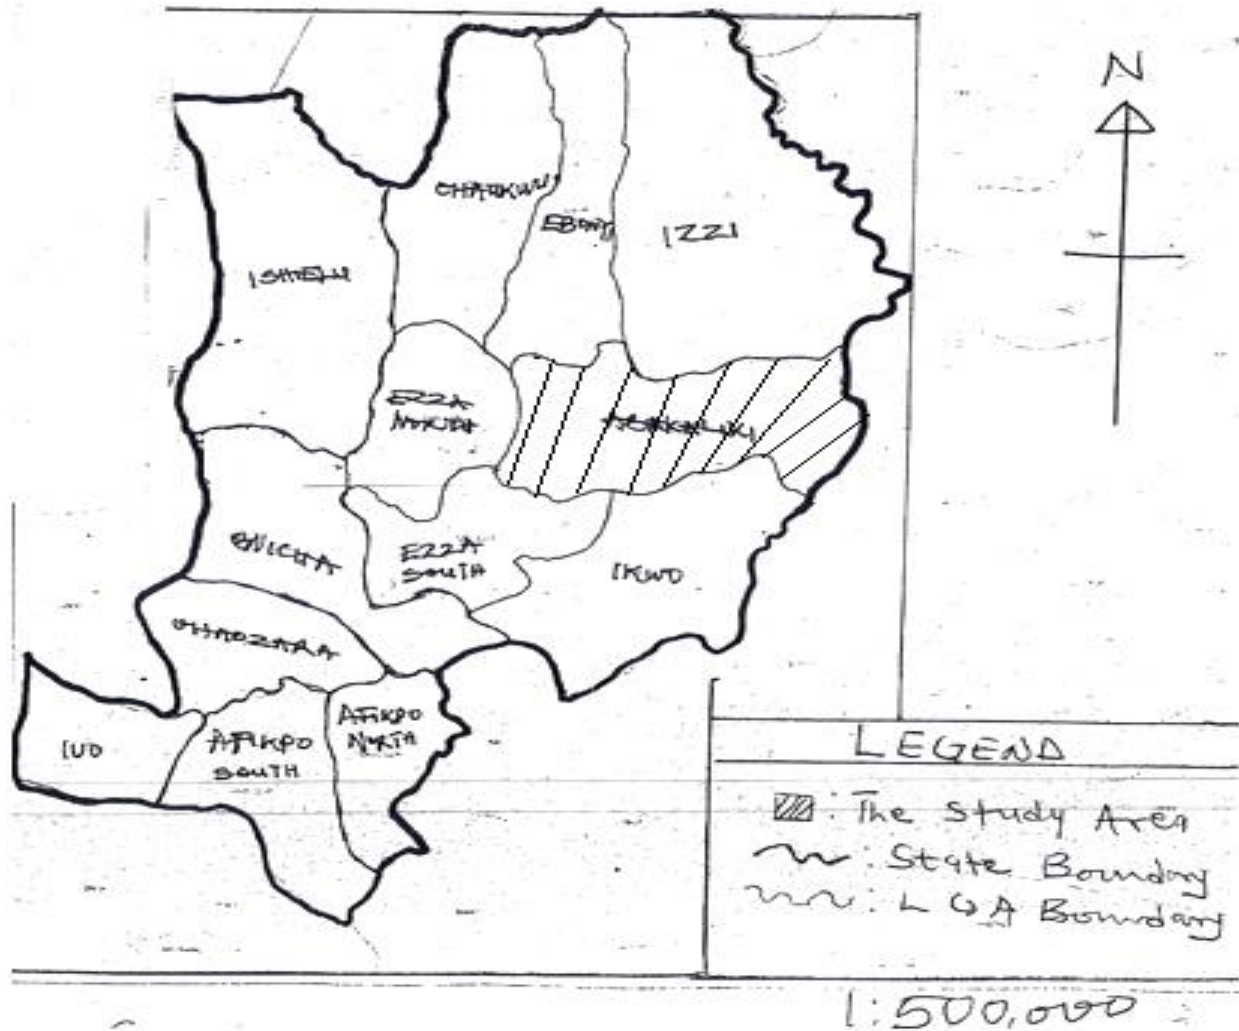 N
OHAUKWU
EBONYI
IZZI
ISHIELU
EZZA
NORTH
ABAKALIKI
ONICHA
EZZA
SOUTH
IKWO
OHAOZARA
AFIKPO
NORTH
IVO
AFIKPO
SOUTH
LEGEND
: The Study Area
: State Boundary
: LGA Boundary
1:500,000